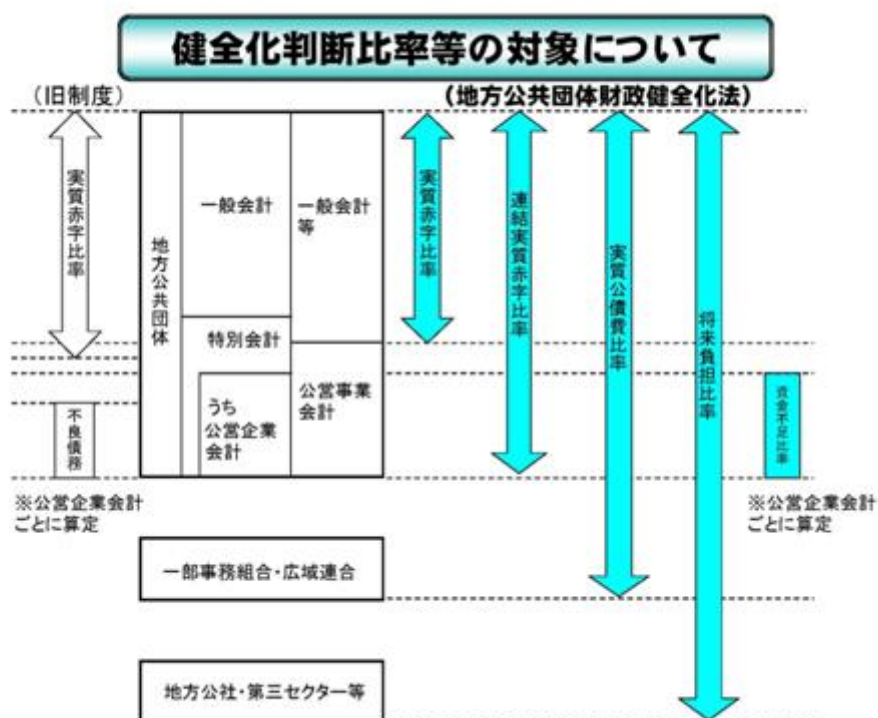 健全化判断比率等の対象について
（旧制度）
（地方公共団体財政健全化法）
実質赤字比率
不良債務
※公営企業会計
ごとに算定
地方公共団体
一般会計
特別会計
うち
公営企業
会計
一般会計
等
公営事業
会計
実質赤字比率
連結実質赤字比率
実質公債費比率
将来負担比率
資金不足比率
※公営企業会計
ごとに算定
一部事務組合・広域連合
地方公社・第三セクター等